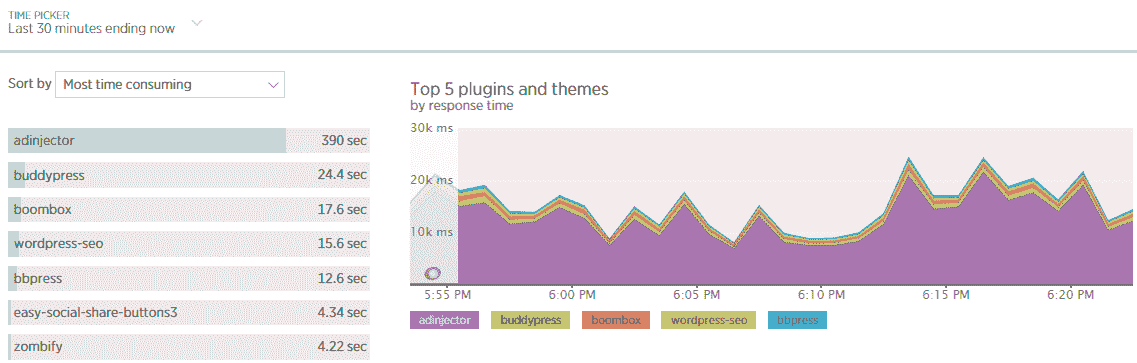 TIME PICKER
Last 30 minutes ending now
Sort by Most time consuming
adinjector 390 sec
buddypress 24.4 sec
boombox 17.6 sec
wordpress-seo 15.6 sec
bbpress 12.6 sec
easy-social-share-buttons3 4.34 sec
zombify 4.22 sec
Top 5 plugins and themes
by response time
30k ms
20k ms
10k ms
5:55 PM 6:00 PM 6:05 PM 6:10 PM 6:15 PM 6:20 PM
adinjector buddypress boombox wordpress-seo bbpress